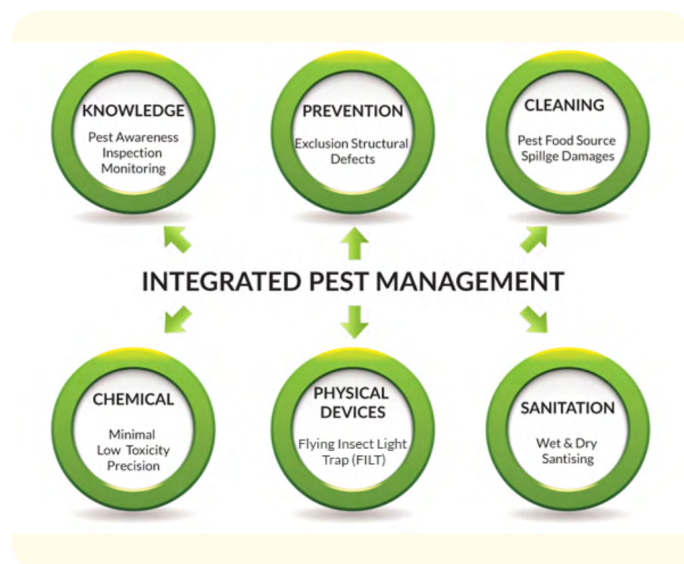 KNOWLEDGE
Pest Awareness
Inspection
Monitoring
PREVENTION
Exclusion Structural
Defects
CLEANING
Pest Food Source
Spillge Damages
INTEGRATED PEST MANAGEMENT
CHEMICAL
Minimal
Low Toxicity
Precision
PHYSICAL
DEVICES
Flying Insect Light
Trap (FILT)
SANITATION
Wet & Dry
Santising